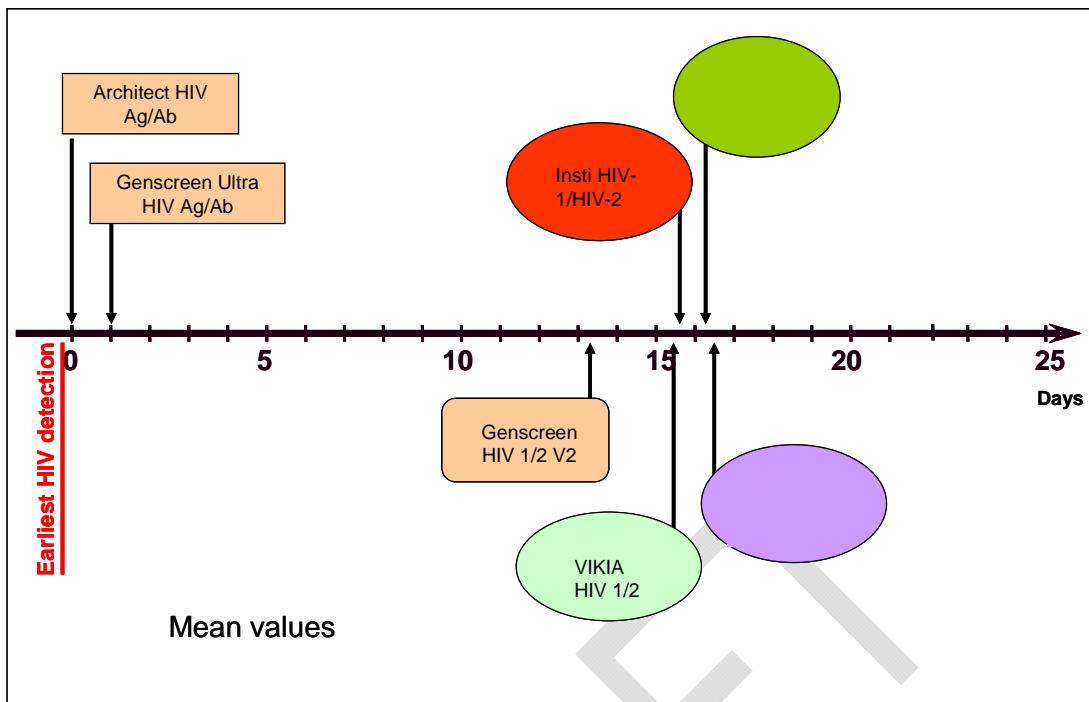 Architect HIV
Ag/Ab
Genscreen Ultra
HIV Ag/Ab
Insti HIV-
1/HIV-2
0 5 10 15 20 25
Days
Earliest HIV detection
Genscreen
HIV 1/2 V2
VIKIA
HIV 1/2
Mean values